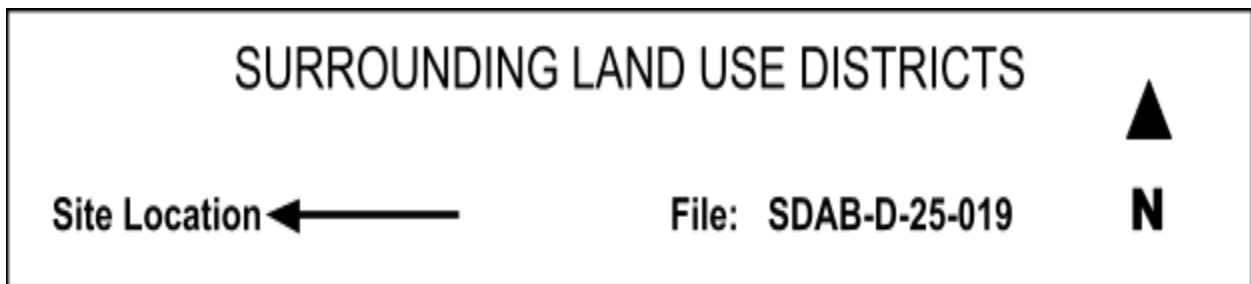 SURROUNDING LAND USE DISTRICTS
Site Location File: SDAB-D-25-019 N